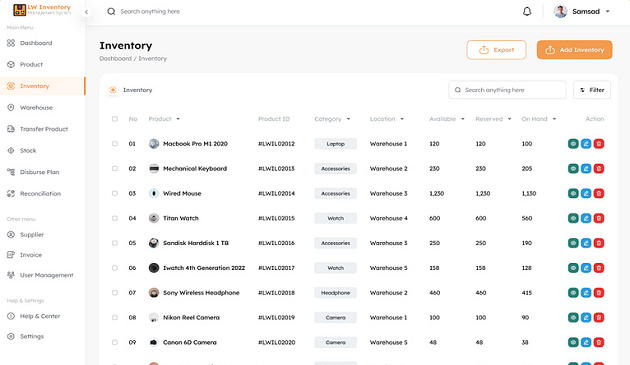 LW Inventory
Management System
Search anything here
Samsad
Main Menu
Dashboard
Product
Inventory
Warehouse
Transfer Product
Stock
Disburse Plan
Reconciliation
Other menu
Supplier
Invoice
User Management
Help & Settings
Help & Center
Settings
Inventory
Dashboard / Inventory
Export
Add Inventory
Inventory
Search anything here
Filter
No Product Product ID Category Location Available Reserved On Hand Action
01 Macbook Pro M1 2020 #LWIL02012 Laptop Warehouse 1 120 120 100
02 Mechanical Keyboard #LWIL02013 Accessories Warehouse 2 230 230 205
03 Wired Mouse #LWIL02014 Accessories Warehouse 3 1,230 1,230 1,130
04 Titan Watch #LWIL02015 Watch Warehouse 4 600 600 560
05 Sandisk Harddisk 1 TB #LWIL02016 Accessories Warehouse 3 250 250 190
06 Iwatch 4th Generation 2022 #LWIL02017 Watch Warehouse 5 158 158 128
07 Sony Wireless Headphone #LWIL02018 Headphone Warehouse 2 460 460 415
08 Nikon Reel Camera #LWIL02019 Camera Warehouse 1 100 100 90
09 Canon 6D Camera #LWIL02020 Camera Warehouse 5 48 48 38